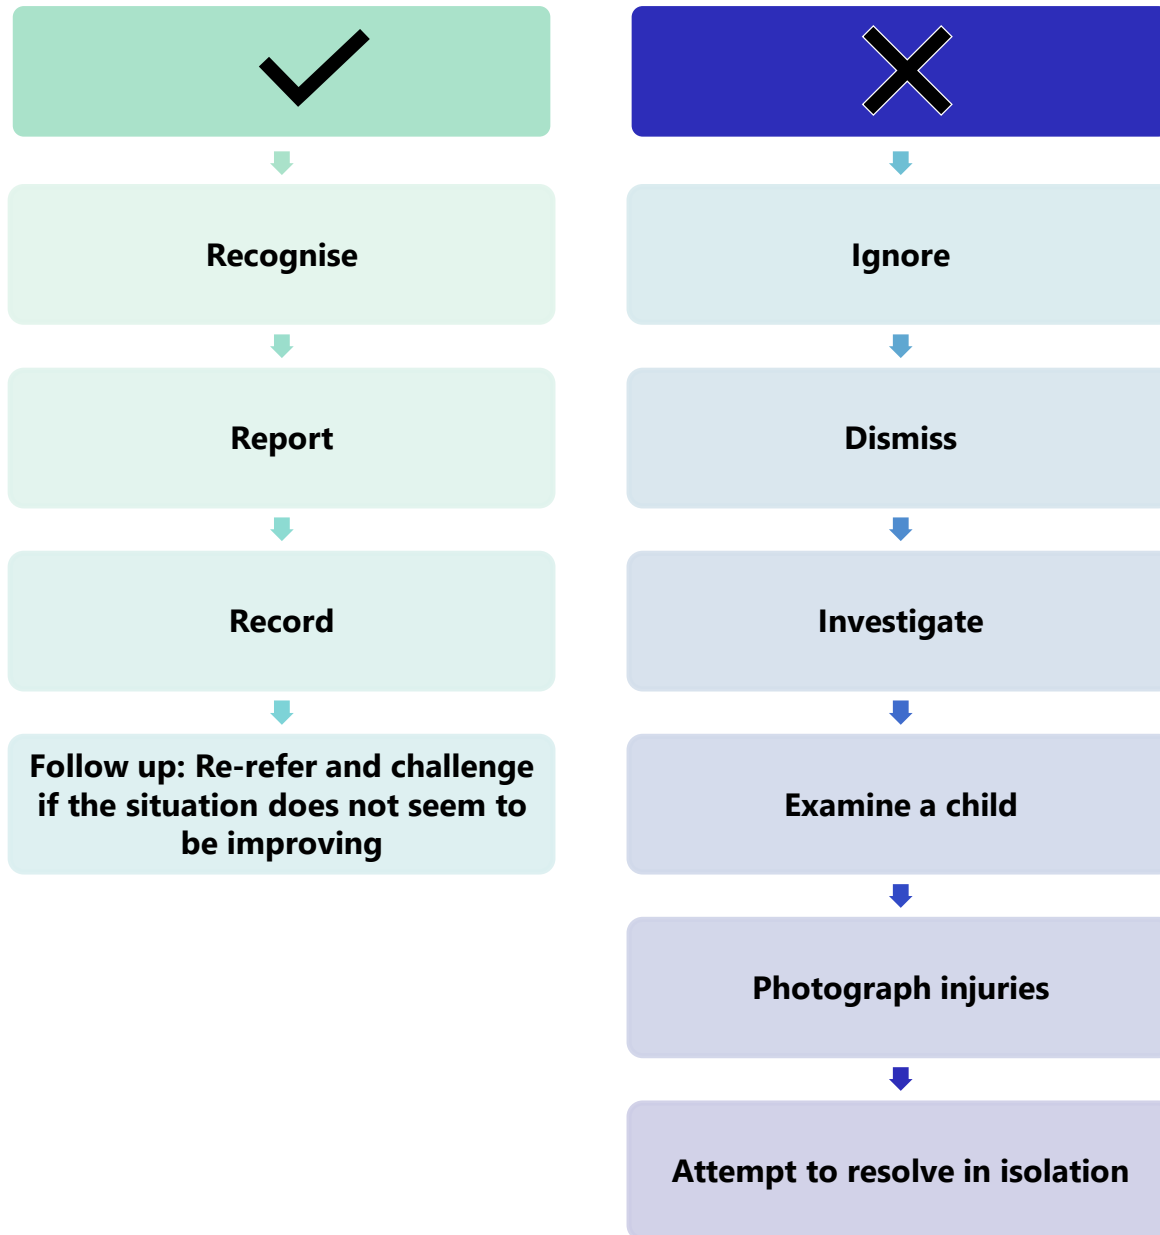 Recognise
Report
Record
Follow up: Re-refer and challenge
if the situation does not seem to
be improving
Ignore
Dismiss
Investigate
Examine a child
Photograph injuries
Attempt to resolve in isolation